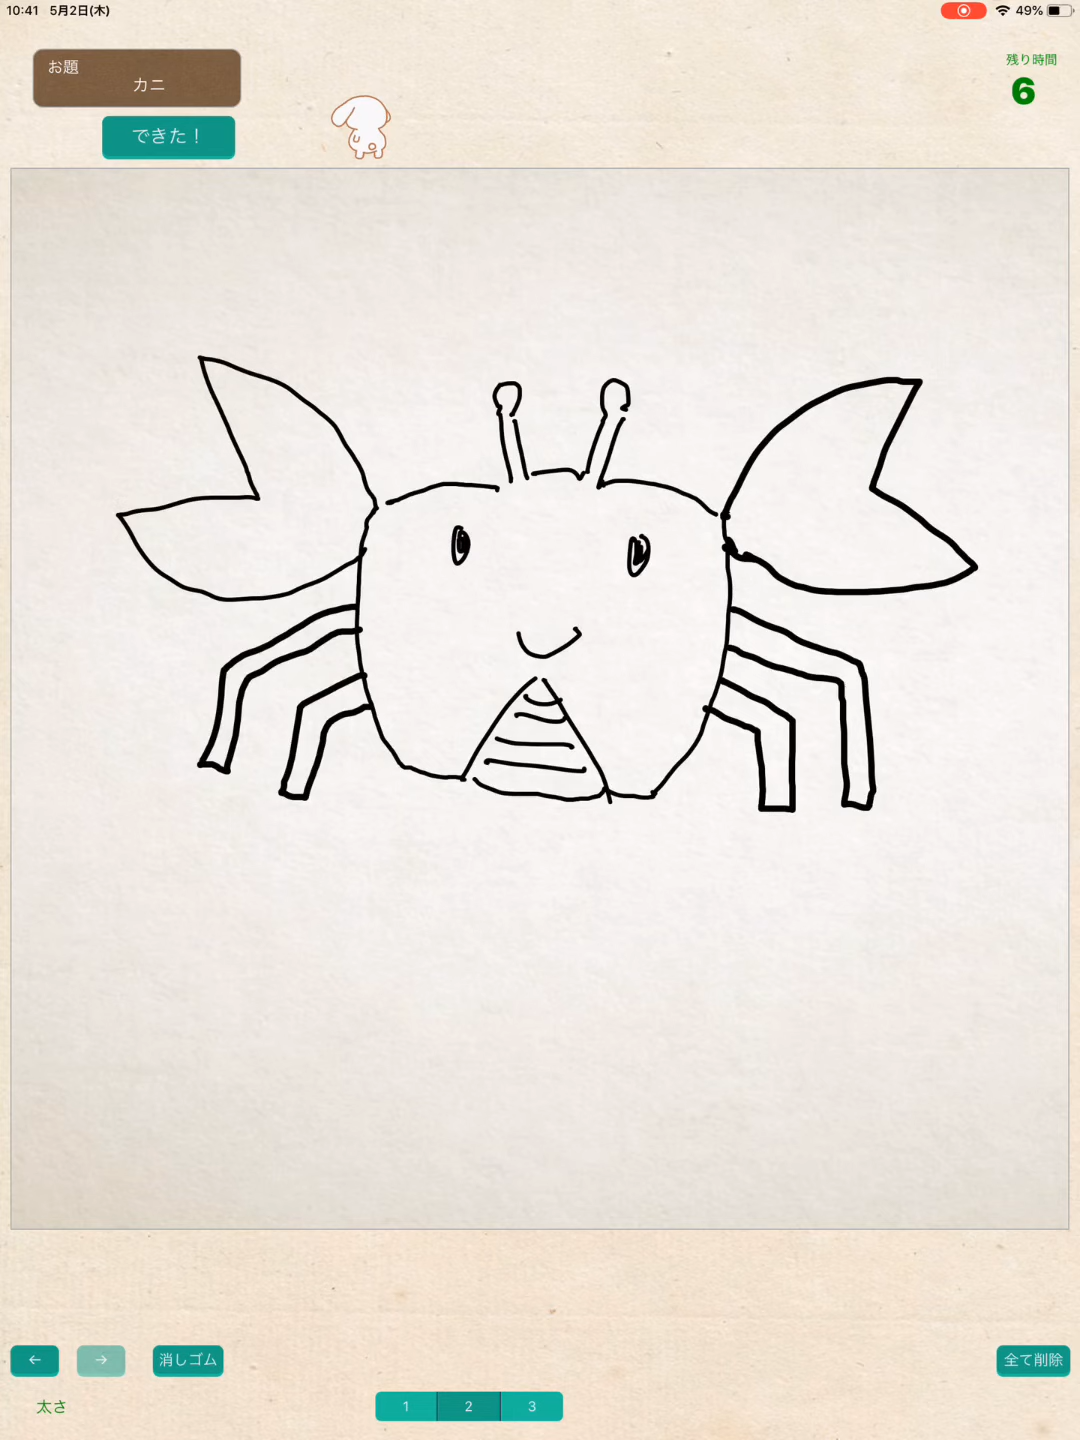 10:41 5月2日(木)
49%
お題
カニ
できた！
残り時間
6
← → 消しゴム 全て削除
太さ 1 2 3